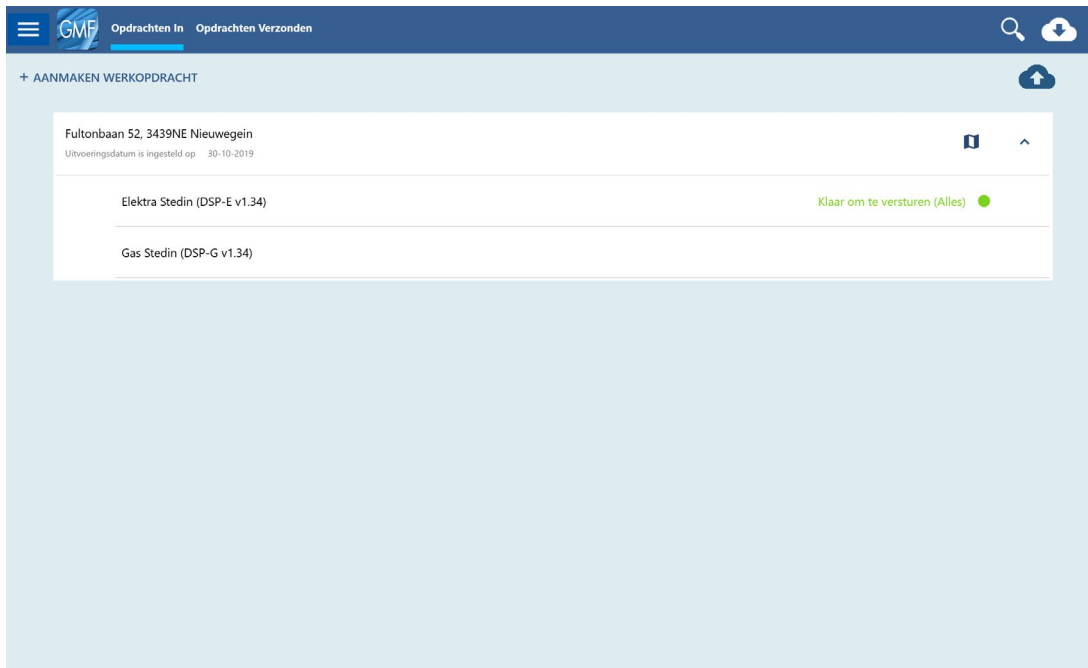 GMF Opdrachten In Opdrachten Verzonden
+ AANMAKEN WERKOPDRACHT
Fultonbaan 52, 3439NE Nieuwegein
Uitvoeringsdatum is ingesteld op 30-10-2019
Elektra Stedin (DSP-E v1.34) Klaar om te versturen (Alles)
Gas Stedin (DSP-G v1.34)